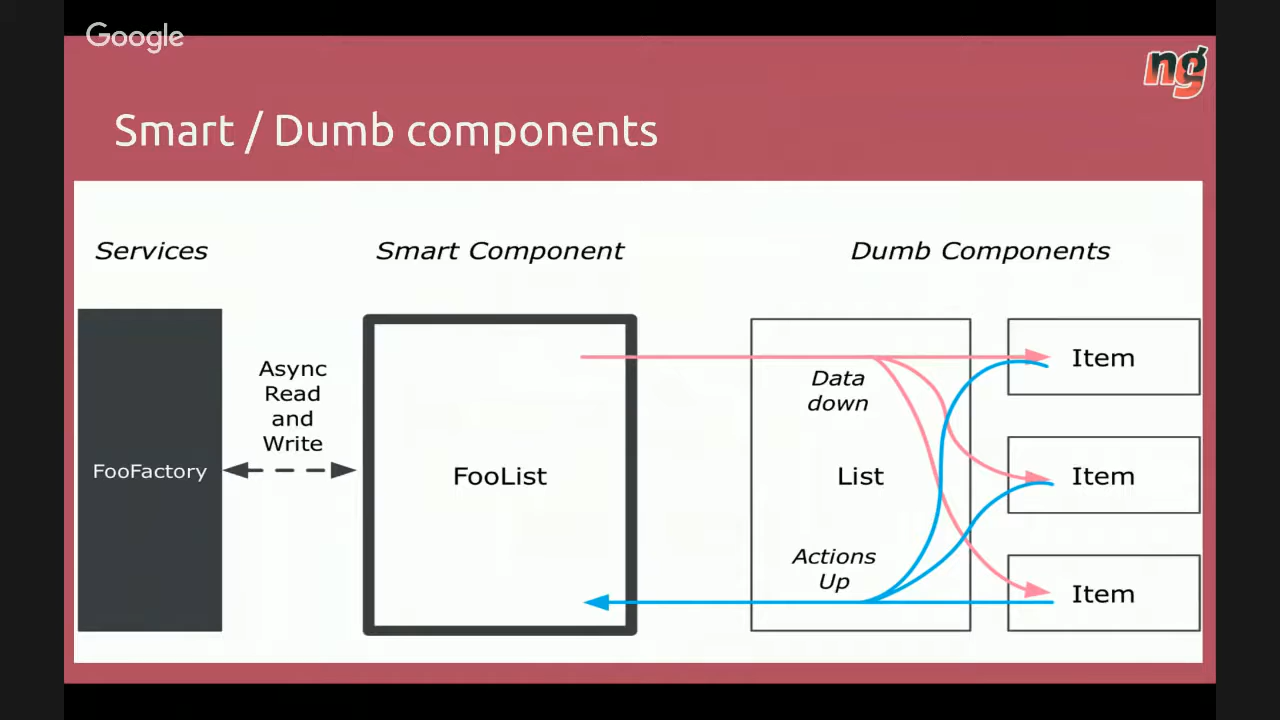 Google
ng
Smart / Dumb components
Services
Smart Component
Dumb Components
FooFactory
Async
Read
and
Write
FooList
Data
down
List
Actions
Up
Item
Item
Item